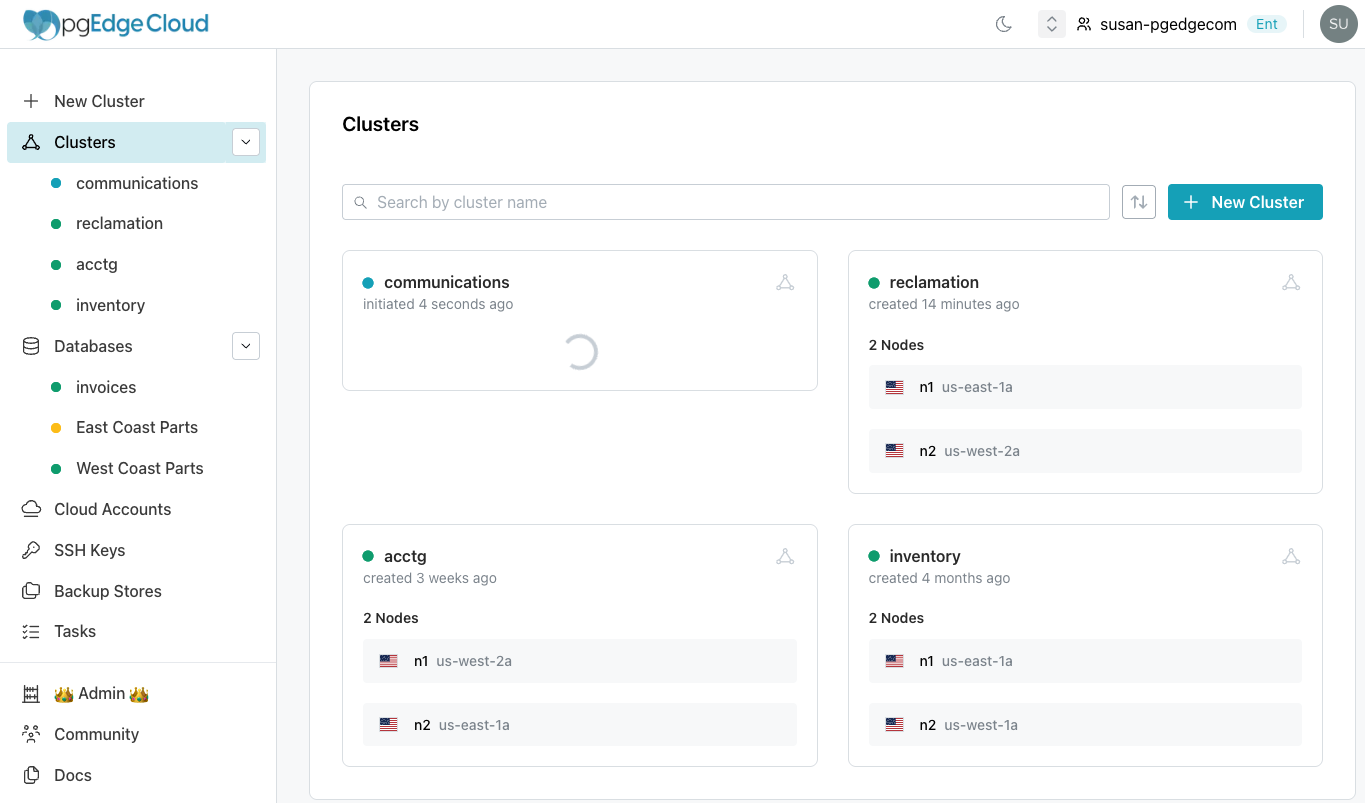 pgEdge Cloud
susan-pgedgecom Ent SU
New Cluster
Clusters
communications
reclamation
acctg
inventory
Databases
invoices
East Coast Parts
West Coast Parts
Cloud Accounts
SSH Keys
Backup Stores
Tasks
Admin
Community
Docs
Clusters
Search by cluster name
New Cluster
communications
initiated 4 seconds ago
reclamation
created 14 minutes ago
2 Nodes
n1 us-east-1a
n2 us-west-2a
acctg
created 3 weeks ago
2 Nodes
n1 us-west-2a
n2 us-east-1a
inventory
created 4 months ago
2 Nodes
n1 us-east-1a
n2 us-west-1a